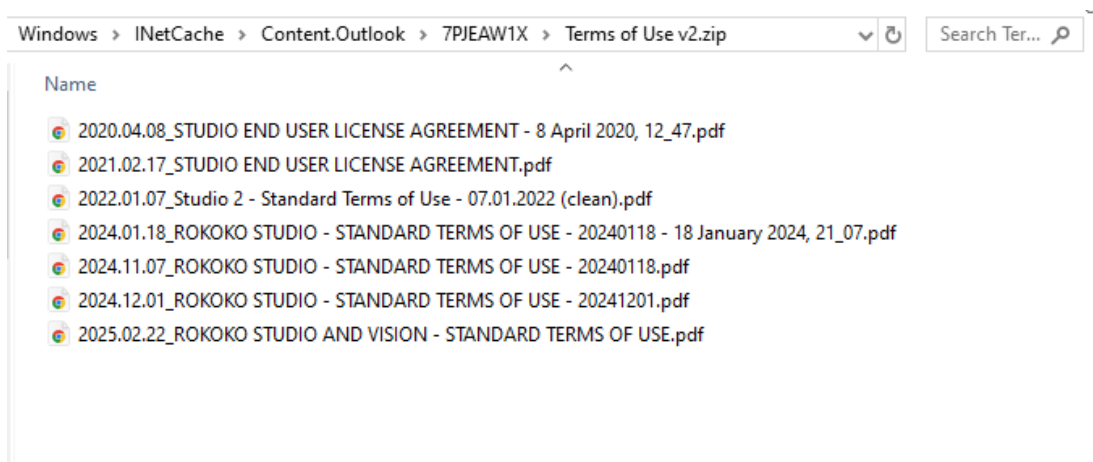 Windows > INetCache > Content.Outlook > 7PJEAW1X > Terms of Use v2.zip Search Ter...
Name
2020.04.08_STUDIO END USER LICENSE AGREEMENT - 8 April 2020, 12_47.pdf
2021.02.17_STUDIO END USER LICENSE AGREEMENT.pdf
2022.01.07_Studio 2 - Standard Terms of Use - 07.01.2022 (clean).pdf
2024.01.18_ROKOKO STUDIO - STANDARD TERMS OF USE - 20240118 - 18 January 2024, 21_07.pdf
2024.11.07_ROKOKO STUDIO - STANDARD TERMS OF USE - 20240118.pdf
2024.12.01_ROKOKO STUDIO - STANDARD TERMS OF USE - 20241201.pdf
2025.02.22_ROKOKO STUDIO AND VISION - STANDARD TERMS OF USE.pdf